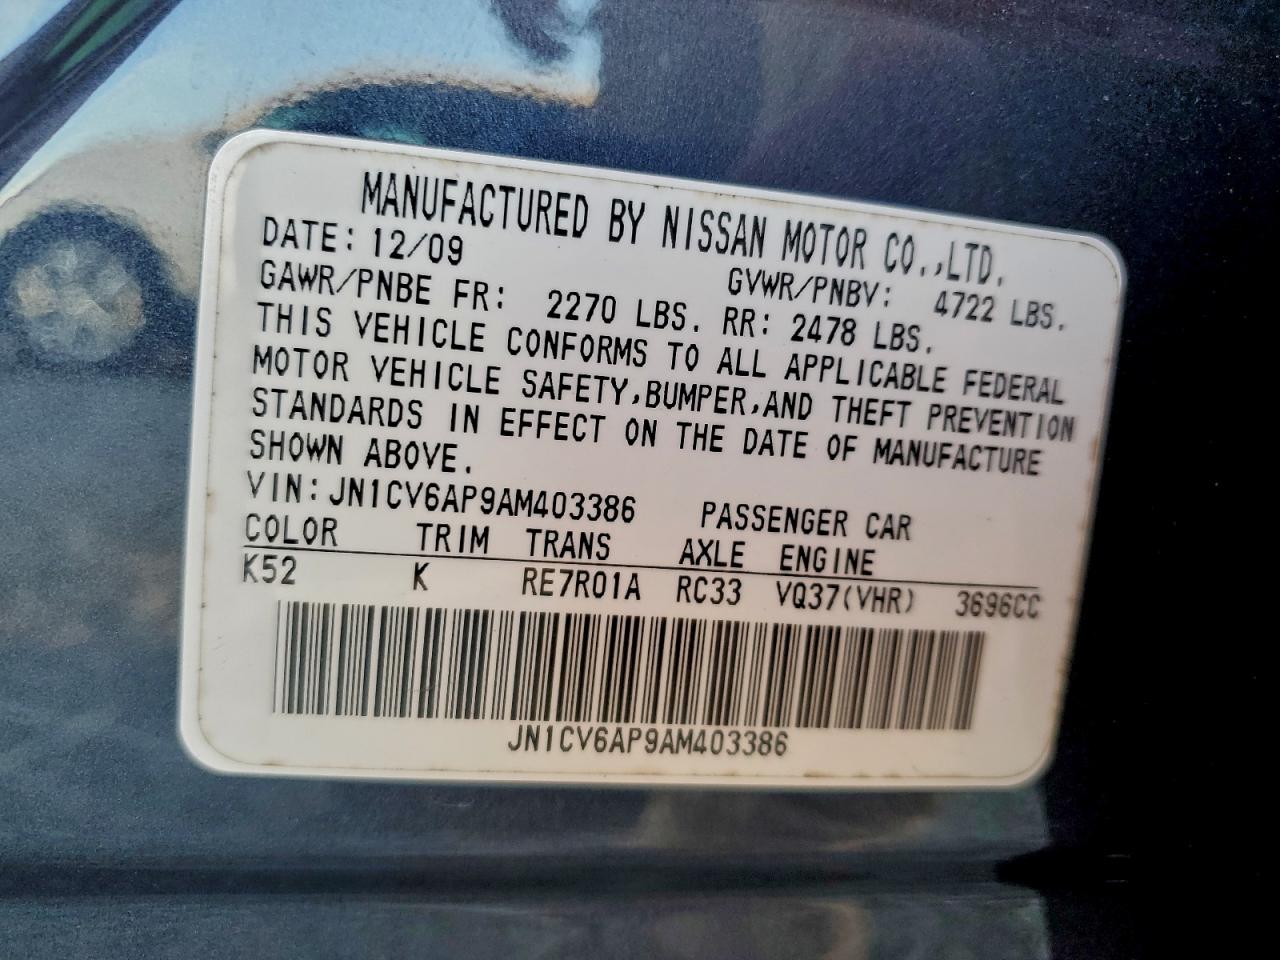 MANUFACTURED BY NISSAN MOTOR CO.,LTD.
DATE: 12/09 GVWR/PNBV: 4722 LBS.
GAWR/PNBE FR: 2270 LBS. RR: 2478 LBS.
THIS VEHICLE CONFORMS TO ALL APPLICABLE FEDERAL
MOTOR VEHICLE SAFETY,BUMPER,AND THEFT PREVENTION
STANDARDS IN EFFECT ON THE DATE OF MANUFACTURE
SHOWN ABOVE.
VIN: JN1CV6AP9AM403386 PASSENGER CAR
COLOR TRIM TRANS AXLE ENGINE
K52 K RE7R01A RC33 VQ37(VHR) 3696CC
JN1CV6AP9AM403386